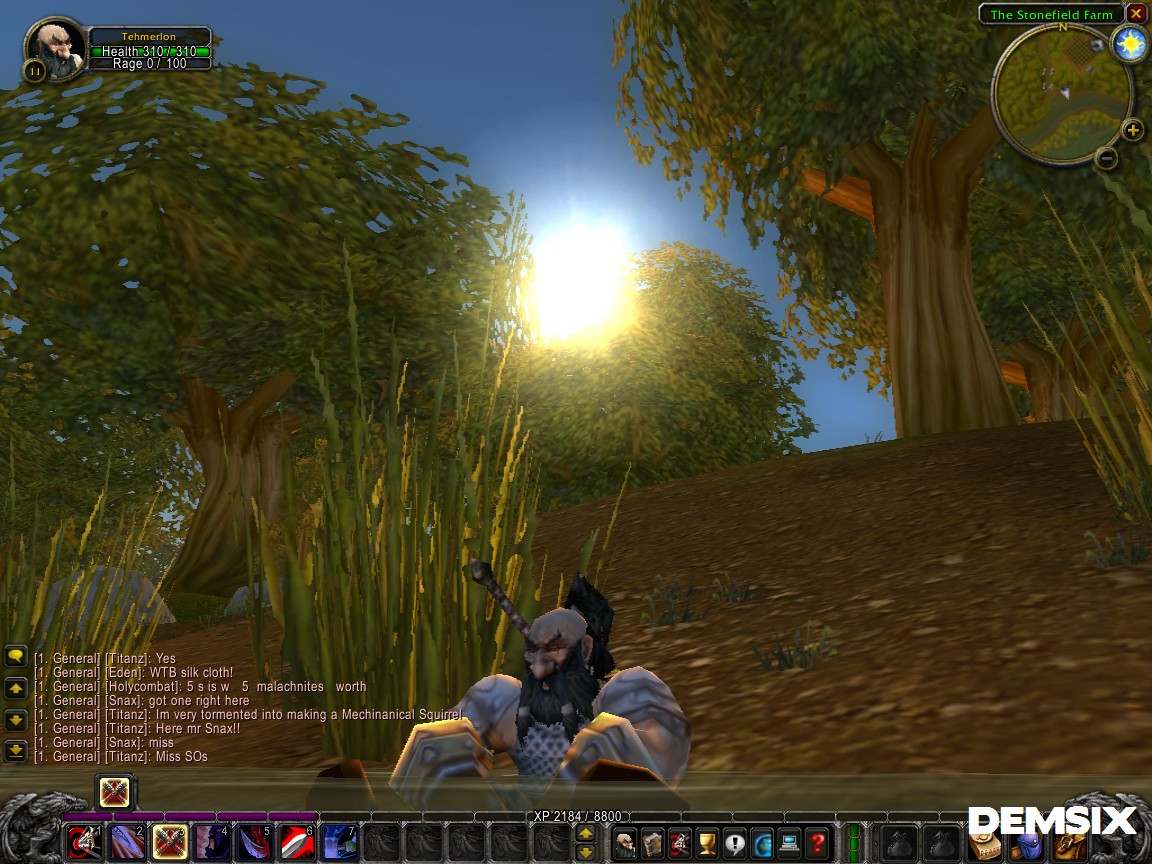 Tehmerlon
Health 310 / 310
Rage 0 / 100
11
The Stonefield Farm
N
[1. General] [Titanz]: Yes
[1. General] [Eden]: WTB silk cloth!
[1. General] [Holycombat]: 5 s is w 5 malachnites worth
[1. General] [Snax]: got one right here
[1. General] [Titanz]: Im very tormented into making a Mechinanical Squirrel
[1. General] [Titanz]: Here mr Snax!!
[1. General] [Snax]: miss
[1. General] [Titanz]: Miss SOs
XP 2184 / 8800
1 2 3 4 5 6 7
DEMSIX